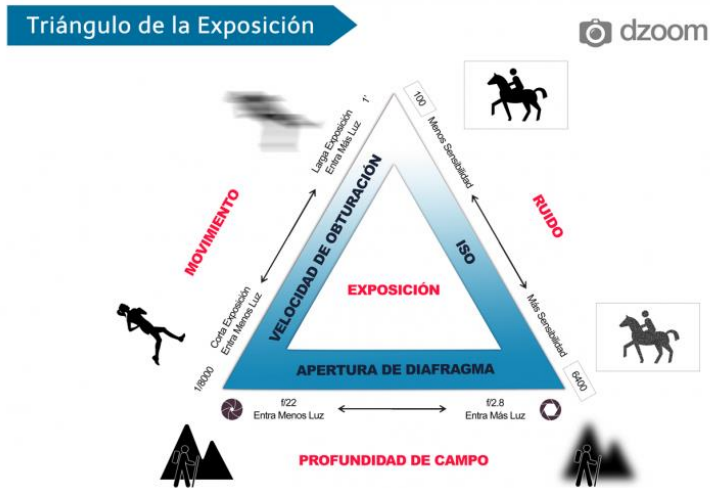 Triángulo de la Exposición
dzoom
1'
100
Larga Exposición
Entra Más Luz
Menos Sensibilidad
MOVIMIENTO
VELOCIDAD DE OBTURACIÓN
ISO
RUIDO
EXPOSICIÓN
Corta Exposición
Entra Menos Luz
Más Sensibilidad
APERTURA DE DIAFRAGMA
1/8000
6400
f/22
Entra Menos Luz
f/2.8
Entra Más Luz
PROFUNDIDAD DE CAMPO